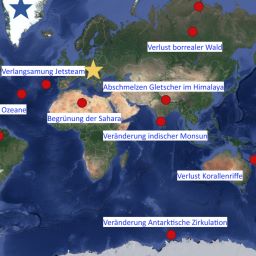 Verlust borrealer Wald
Verlangsamung Jetsteam
Abschmelzen Gletscher im Himalaya
Ozeane
Begrünung der Sahara
Veränderung indischer Monsun
Verlust Korallenriffe
Veränderung Antarktische Zirkulation